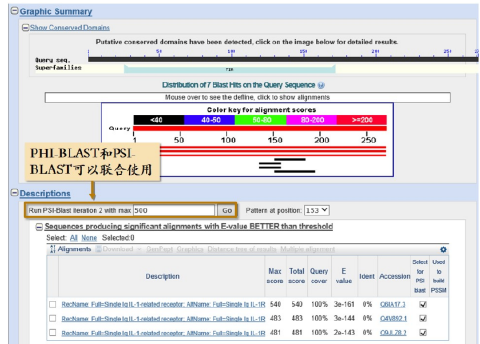 Graphic Summary
Show Conserved Domains
Putative conserved domains have been detected, click on the image below for detailed results.
Query seq.
Superfamilies
TIR
Distribution of 7 Blast Hits on the Query Sequence
Mouse over to see the define, click to show alignments
Color key for alignment scores
<40 40-50 50-80 80-200 >=200
Query
1 50 100 150 200 250
PHI-BLAST和PSI-
BLAST可以联合使用
Descriptions
Run PSI-Blast iteration 2 with max 500 Go Pattern at position: 153
Sequences producing significant alignments with E-value BETTER than threshold
Select: All None Selected:0
Alignments Download GenPept Graphics Distance tree of results Multiple alignment
Description Max score Total score Query cover E value Ident Accession Select for PSI blast Used to build PSSM
RecName: Full=Single Ig IL-1-related receptor; AltName: Full=Single Ig IL-1R 540 540 100% 3e-161 0%
RecName: Full=Single Ig IL-1-related receptor; AltName: Full=Single Ig IL-1R 483 483 100% 3e-144 0%
RecName: Full=Single Ig IL-1-related receptor; AltName: Full=Single Ig IL-1R 481 481 100% 2e-143 0%